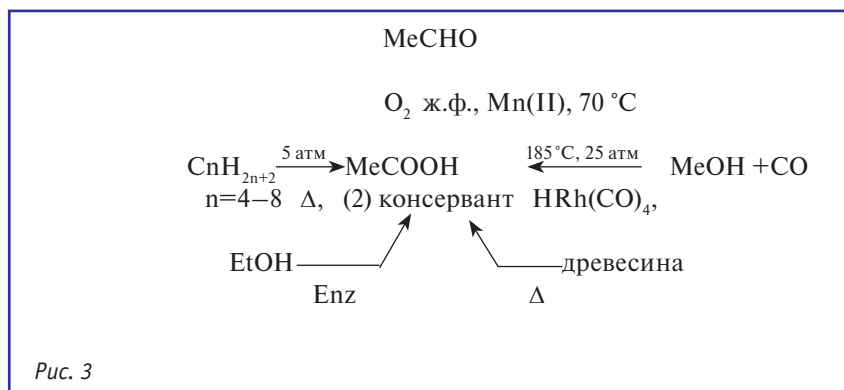 MeCHO
O₂ ж.ф., Mn(II), 70 °C
CnH₂ₙ₊₂ 5 атм MeCOOH 185°C, 25 атм MeOH +CO
n=4–8 Δ, (2) консервант HRh(CO)₄,
EtOH древесина
Enz Δ
Рис. 3